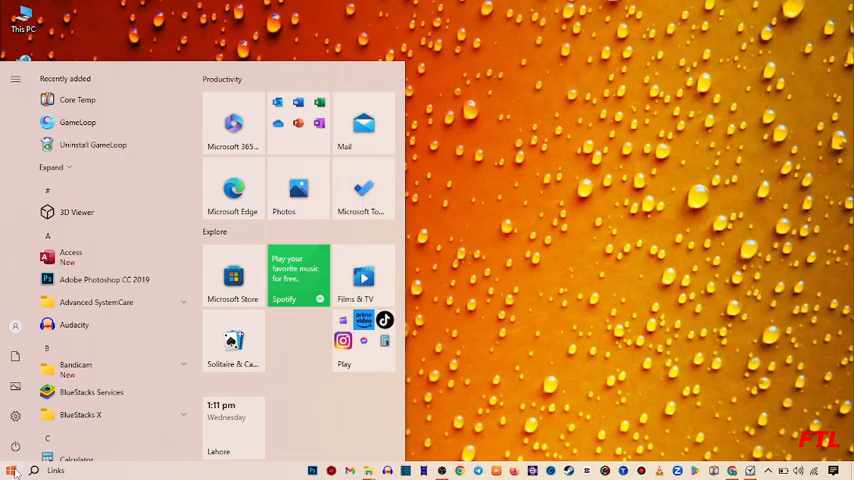 This PC
Recently added
Core Temp
GameLoop
Uninstall GameLoop
Expand
#
3D Viewer
A
Access
New
Adobe Photoshop CC 2019
Advanced SystemCare
Audacity
B
Bandicam
New
BlueStacks Services
BlueStacks X
C
Calculator
Productivity
Microsoft 365...
Mail
Microsoft Edge
Photos
Microsoft To...
Explore
Microsoft Store
Play your
favorite music
for free.
Spotify
Films & TV
Solitaire & Ca...
prime
video
Play
1:11 pm
Wednesday
Lahore
Links
FTL